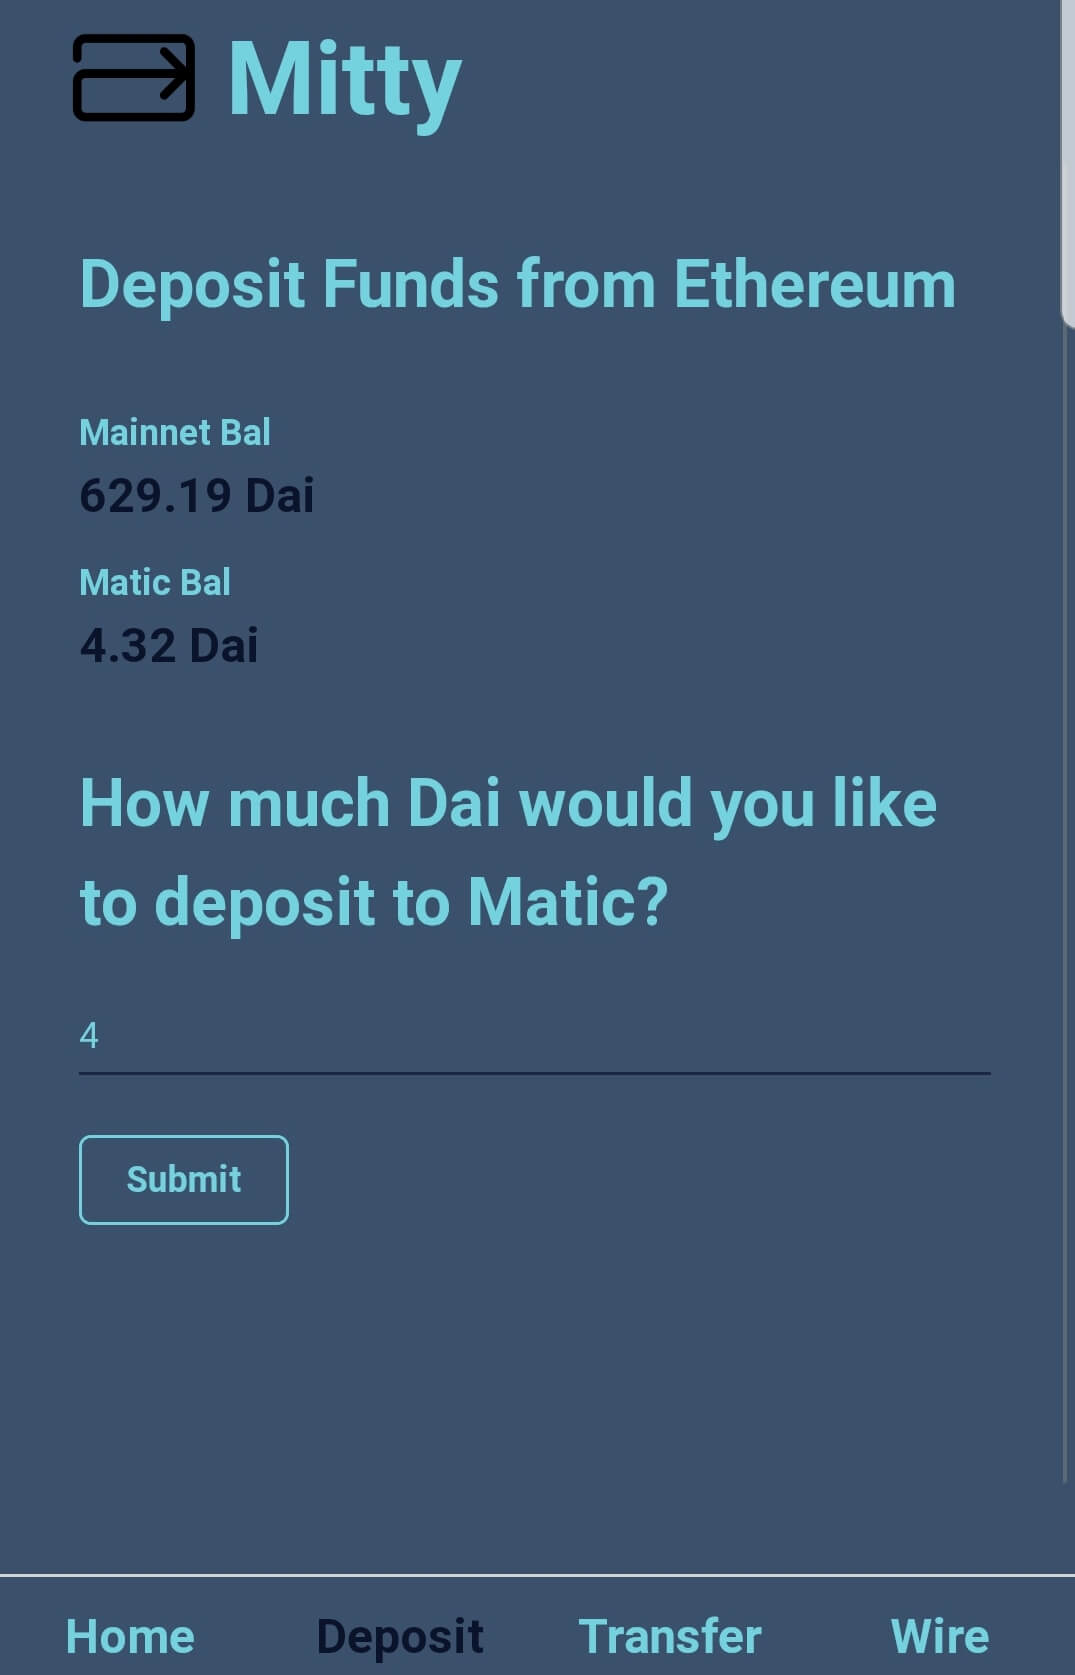 Mitty
Deposit Funds from Ethereum
Mainnet Bal
629.19 Dai
Matic Bal
4.32 Dai
How much Dai would you like
to deposit to Matic?
4
Submit
Home Deposit Transfer Wire